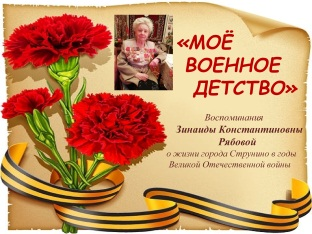 «МОЁ
ВОЕННОЕ
ДЕТСТВО»
Воспоминания
Зинаиды Константиновны
Рябовой
о жизни города Струнино в годы
Великой Отечественной войны